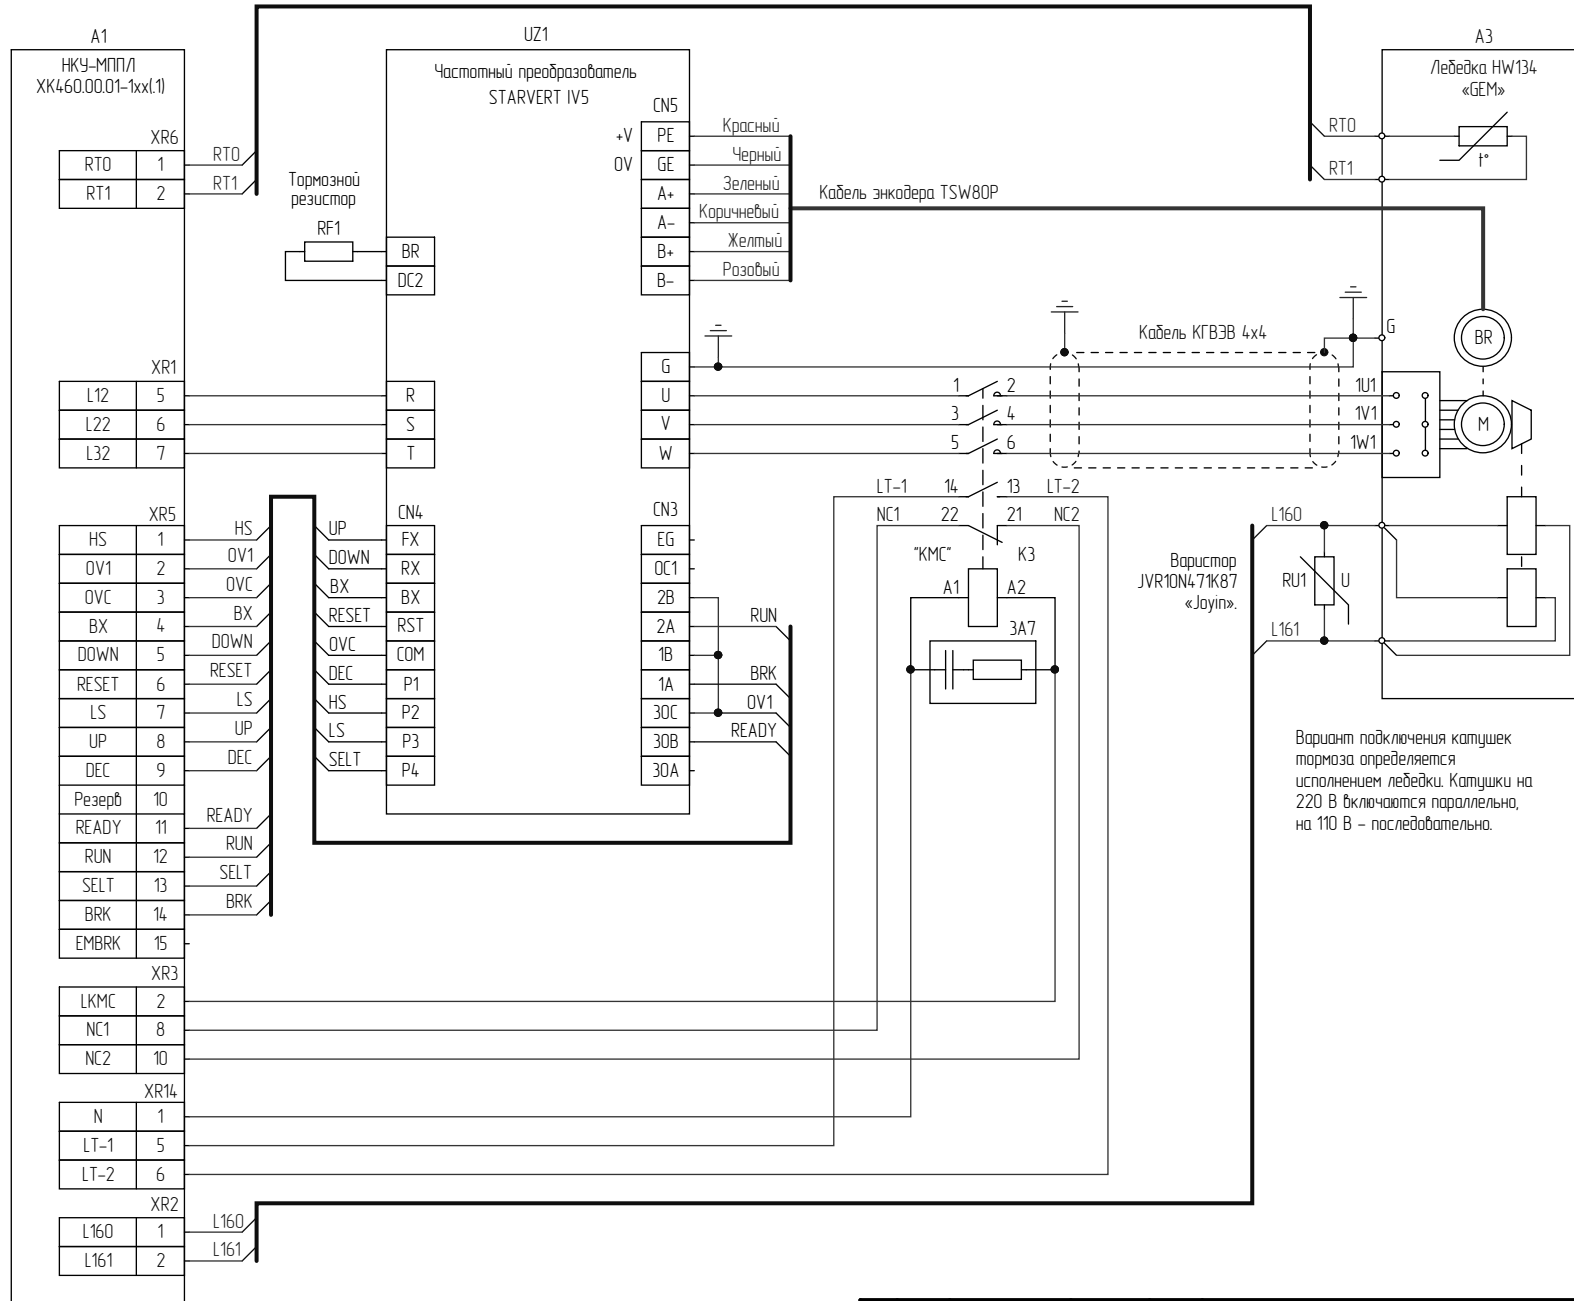 A1
НКУ-МППЛ
ХК460.00.01-1хх(.1)
XR6
RT0 1 RT0
RT1 2 RT1
XR1
L12 5
L22 6
L32 7
XR5
HS 1 HS
0V1 2 0V1
0VC 3 0VC
BX 4 BX
DOWN 5 DOWN
RESET 6 RESET
LS 7 LS
UP 8 UP
DEC 9 DEC
Резерв 10
READY 11 READY
RUN 12 RUN
SELT 13 SELT
BRK 14 BRK
EMBRK 15
XR3
LKMC 2
NC1 8
NC2 10
XR14
N 1
LT-1 5
LT-2 6
XR2
L160 1 L160
L161 2 L161
Тормозной
резистор
RF1
UZ1
Частотный преобразователь
STARVERT IV5
BR
DC2
R
S
T
CN4
UP FX
DOWN RX
BX BX
RESET RST
0VC COM
DEC P1
HS P2
LS P3
SELT P4
CN5
+V PE Красный
0V GE Черный
A+ Зеленый
A- Коричневый
B+ Желтый
B- Розовый
Кабель энкодера TSW80P
G
U
V
W
CN3
EG
OC1
2B
2A RUN
1B
1A BRK
30C 0V1
30B READY
30A
1 2
3 4
5 6
LT-1 14 13 LT-2
NC1 22 21 NC2
"КМС" К3
A1 A2
3A7
Кабель КГВЭВ 4х4
A3
Лебедка HW134
«GEM»
RT0
t°
RT1
G
BR
1U1
1V1
1W1
M
L160
Варистор
JVR10N471K87
«Joyin».
RU1 U
L161
Вариант подключения катушек
тормоза определяется
исполнением лебедки. Катушки на
220 В включаются параллельно,
на 110 В – последовательно.